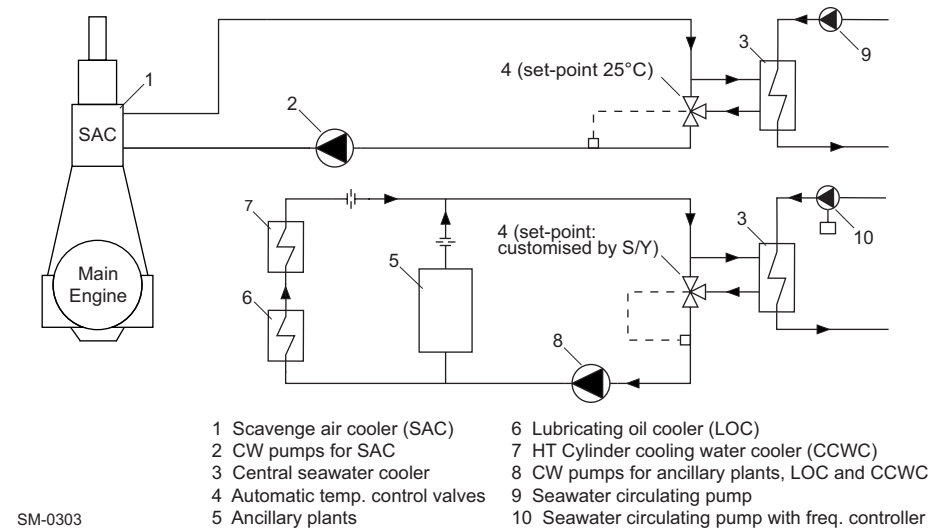 1
SAC
2
4 (set-point 25°C)
3
9
Main
Engine
7
6
5
4 (set-point:
customised by S/Y)
3
10
8
1 Scavenge air cooler (SAC)
2 CW pumps for SAC
3 Central seawater cooler
4 Automatic temp. control valves
5 Ancillary plants
6 Lubricating oil cooler (LOC)
7 HT Cylinder cooling water cooler (CCWC)
8 CW pumps for ancillary plants, LOC and CCWC
9 Seawater circulating pump
10 Seawater circulating pump with freq. controller
SM-0303